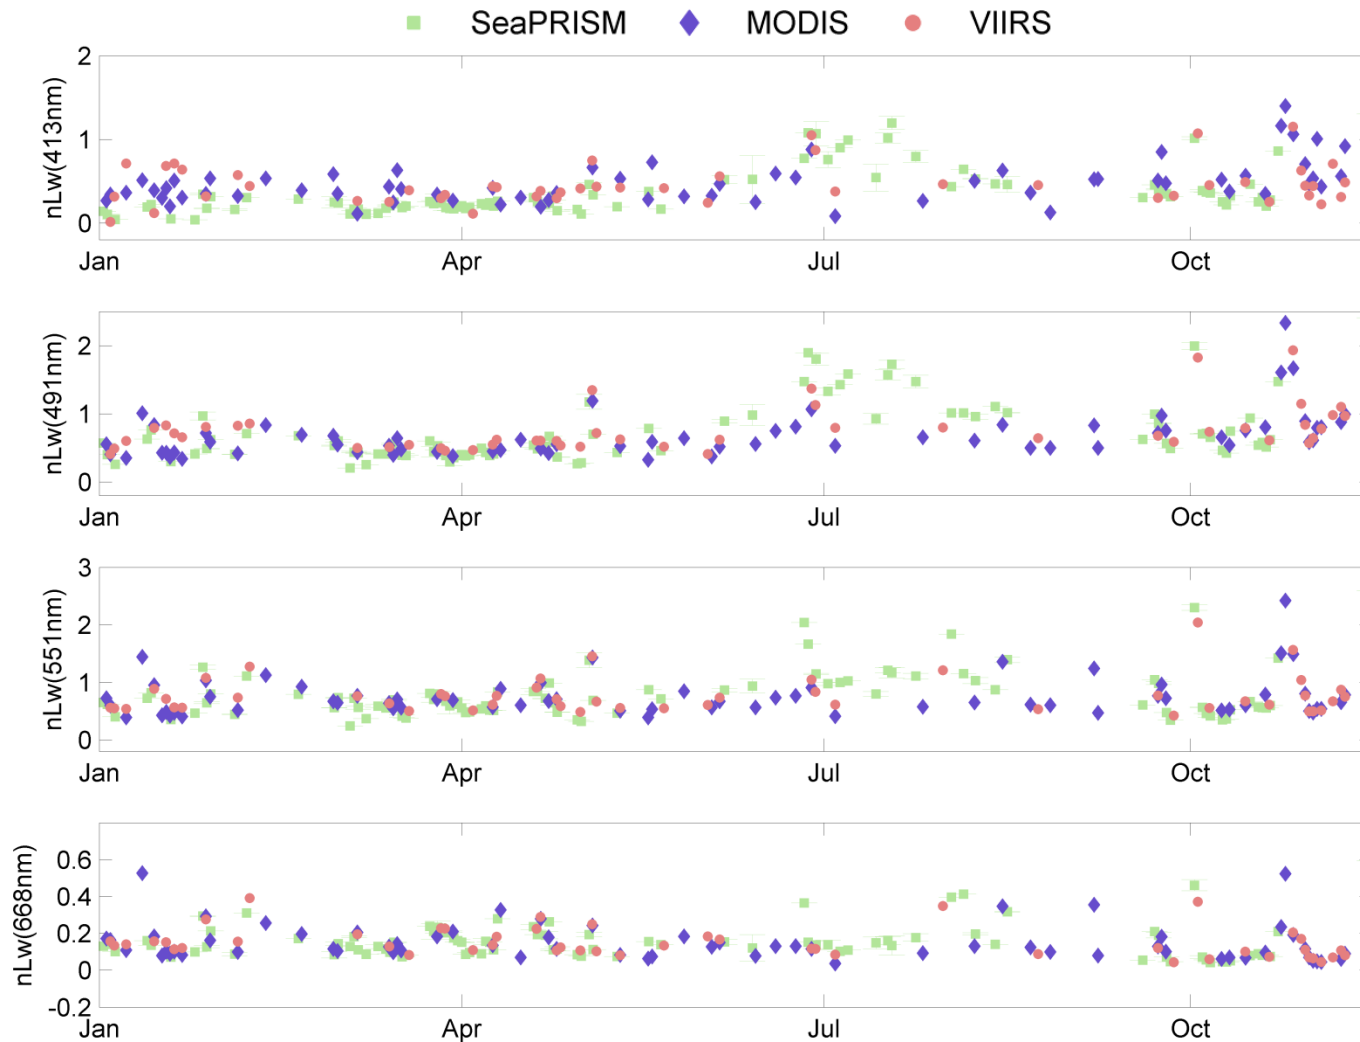 SeaPRISM MODIS VIIRS
nLw(413nm)
2
1
0
Jan Apr Jul Oct
nLw(491nm)
2
1
0
Jan Apr Jul Oct
nLw(551nm)
3
2
1
0
Jan Apr Jul Oct
nLw(668nm)
0.6
0.4
0.2
0
-0.2
Jan Apr Jul Oct